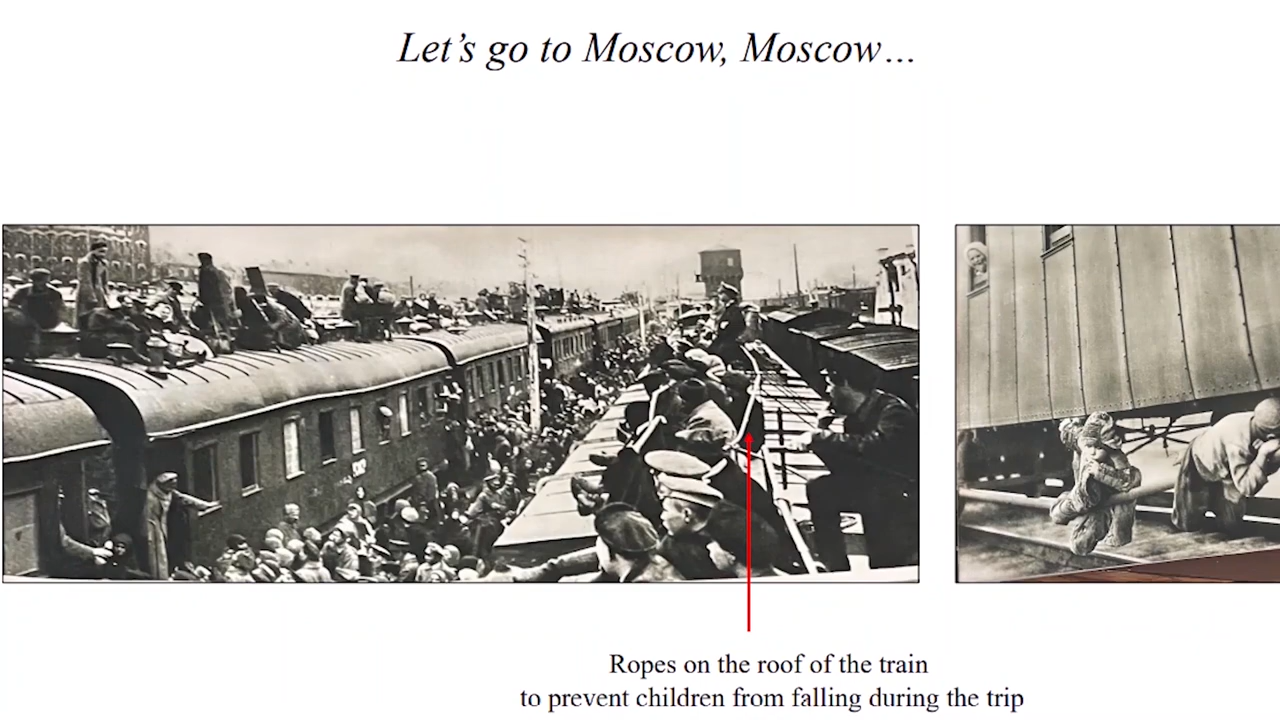 Let’s go to Moscow, Moscow…
Ropes on the roof of the train
to prevent children from falling during the trip